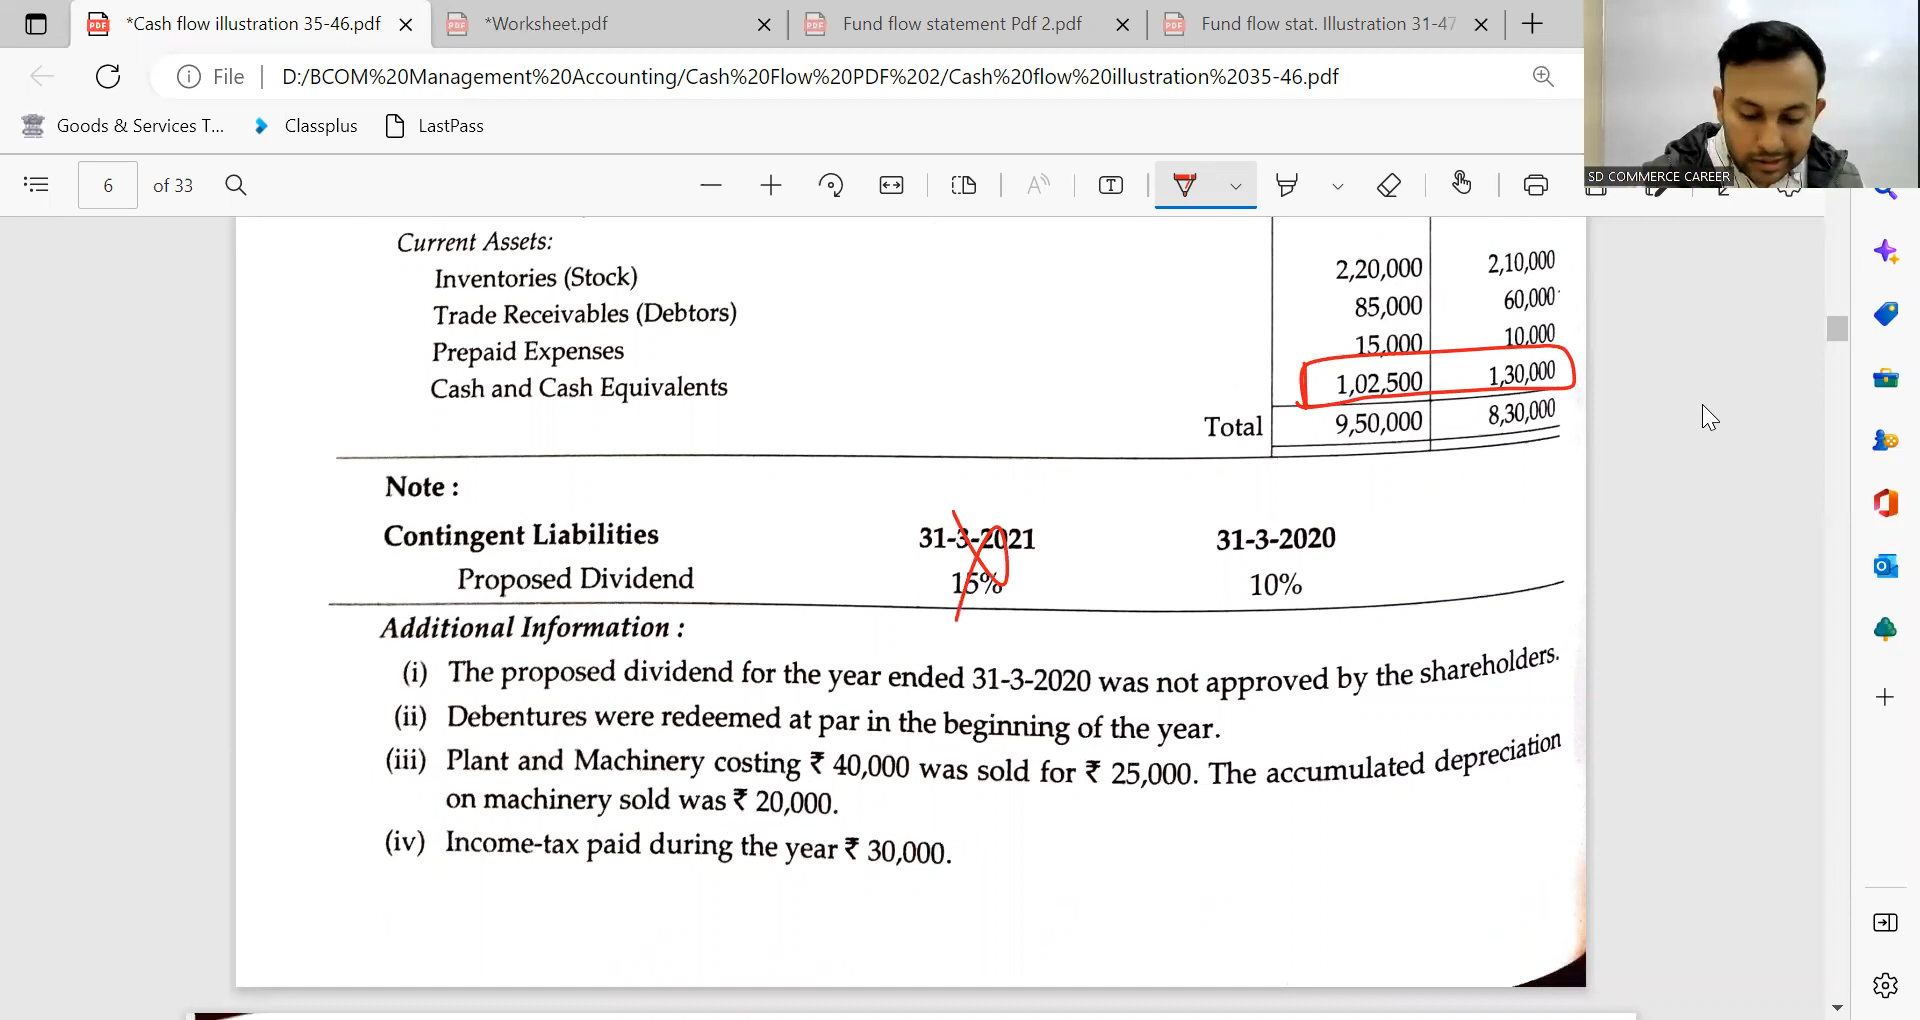 *Cash flow illustration 35-46.pdf
*Worksheet.pdf
Fund flow statement Pdf 2.pdf
Fund flow stat. Illustration 31-47
File
D:/BCOM%20Management%20Accounting/Cash%20Flow%20PDF%202/Cash%20flow%20illustration%2035-46.pdf
Goods & Services T...
Classplus
LastPass
6 of 33
SD COMMERCE CAREER
Current Assets:
Inventories (Stock) 2,20,000 2,10,000
Trade Receivables (Debtors) 85,000 60,000
Prepaid Expenses 15,000 10,000
Cash and Cash Equivalents 1,02,500 1,30,000
Total 9,50,000 8,30,000
Note :
Contingent Liabilities 31-3-2021 31-3-2020
Proposed Dividend 15% 10%
Additional Information :
(i) The proposed dividend for the year ended 31-3-2020 was not approved by the shareholders.
(ii) Debentures were redeemed at par in the beginning of the year.
(iii) Plant and Machinery costing ₹ 40,000 was sold for ₹ 25,000. The accumulated depreciation
on machinery sold was ₹ 20,000.
(iv) Income-tax paid during the year ₹ 30,000.